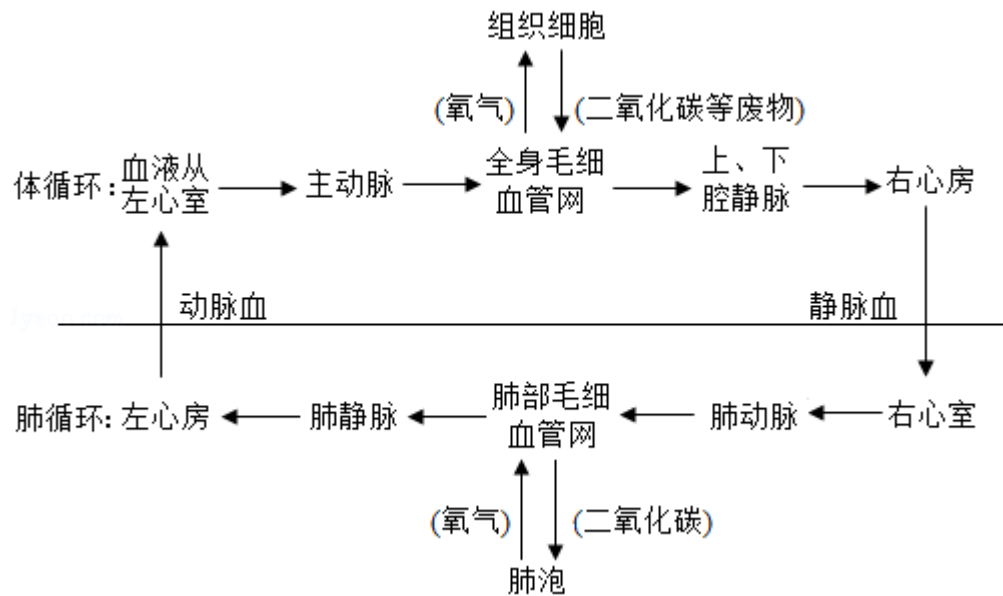 组织细胞
(氧气) (二氧化碳等废物)
体循环: 血液从 主动脉 全身毛细 上、下 右心房
左心室 血管网 腔静脉
动脉血 静脉血
肺循环: 左心房 肺静脉 肺部毛细 肺动脉 右心室
血管网
(氧气) (二氧化碳)
肺泡